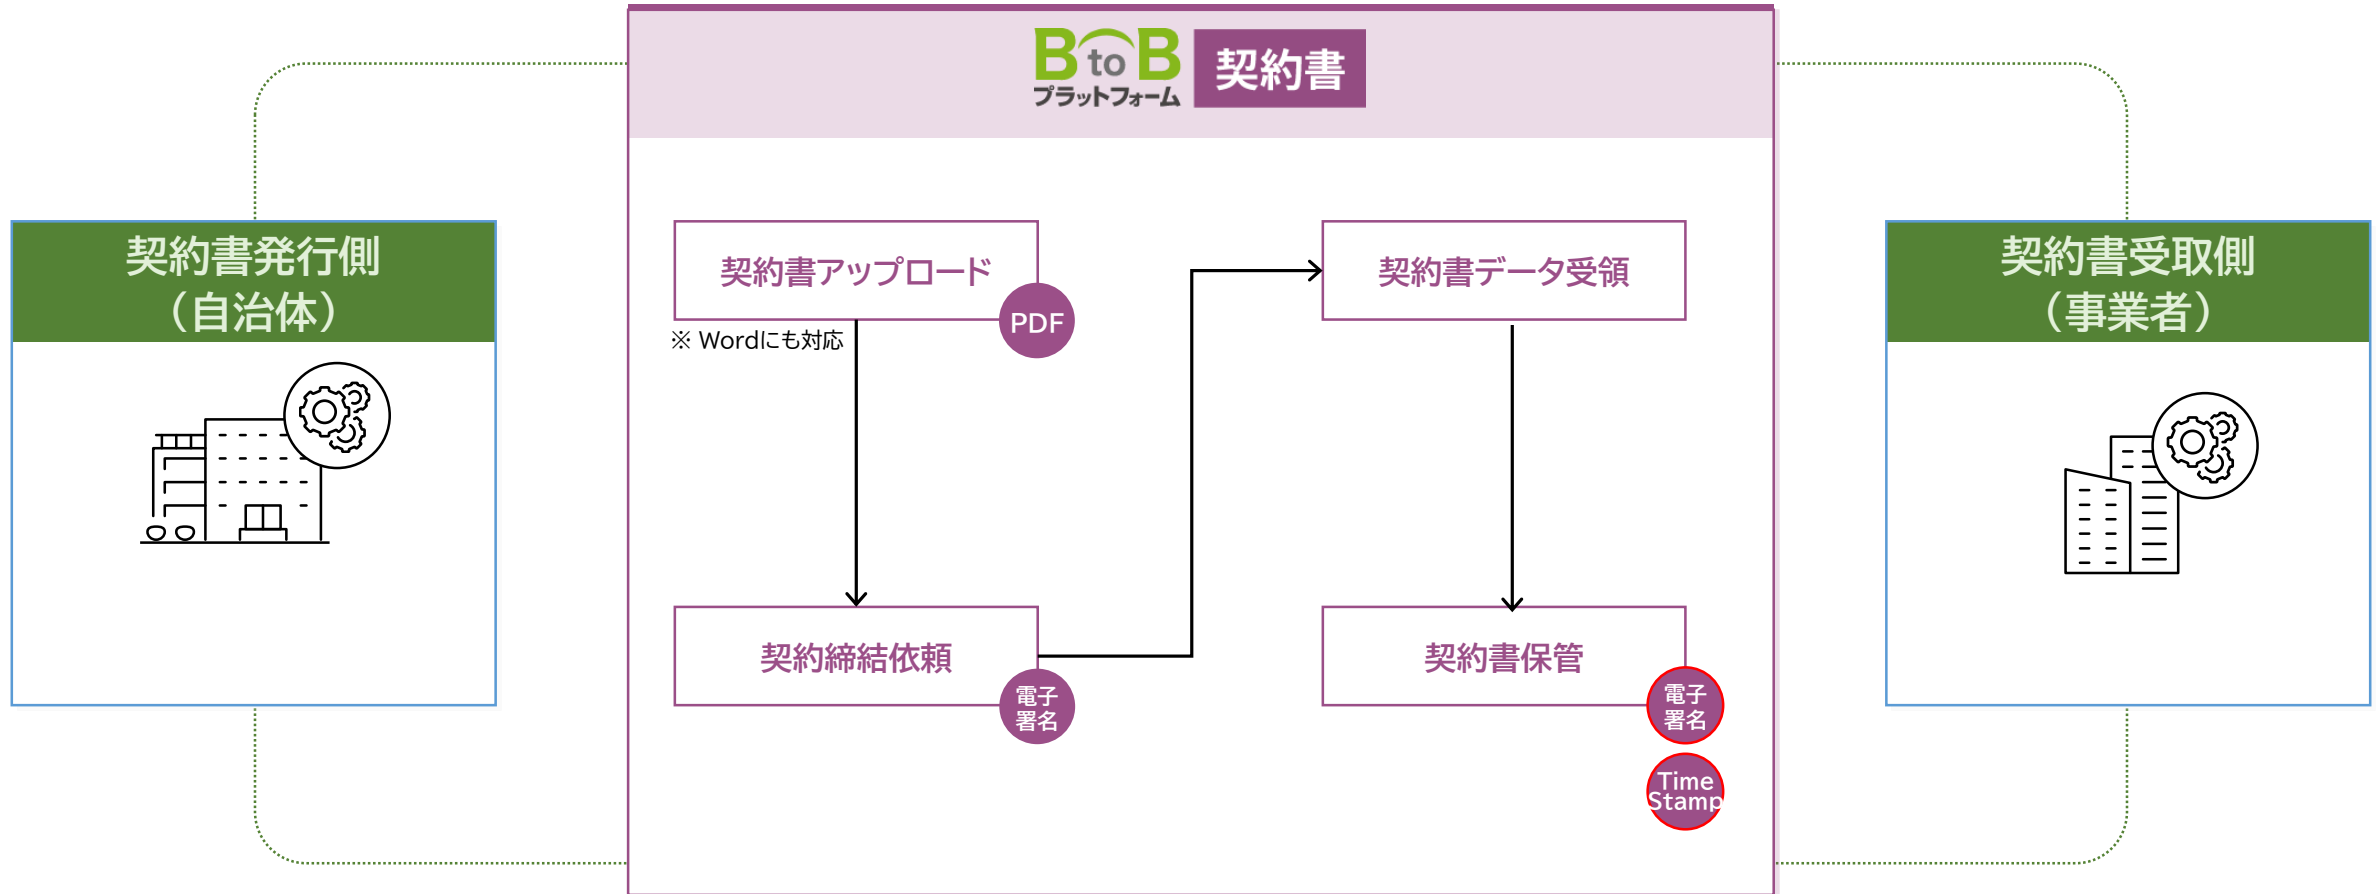 BtoB
プラットフォーム
契約書
契約書発行側
（自治体）
契約書アップロード
PDF
※ Wordにも対応
契約締結依頼
電子
署名
契約書データ受領
契約書保管
電子
署名
Time
Stamp
契約書受取側
（事業者）